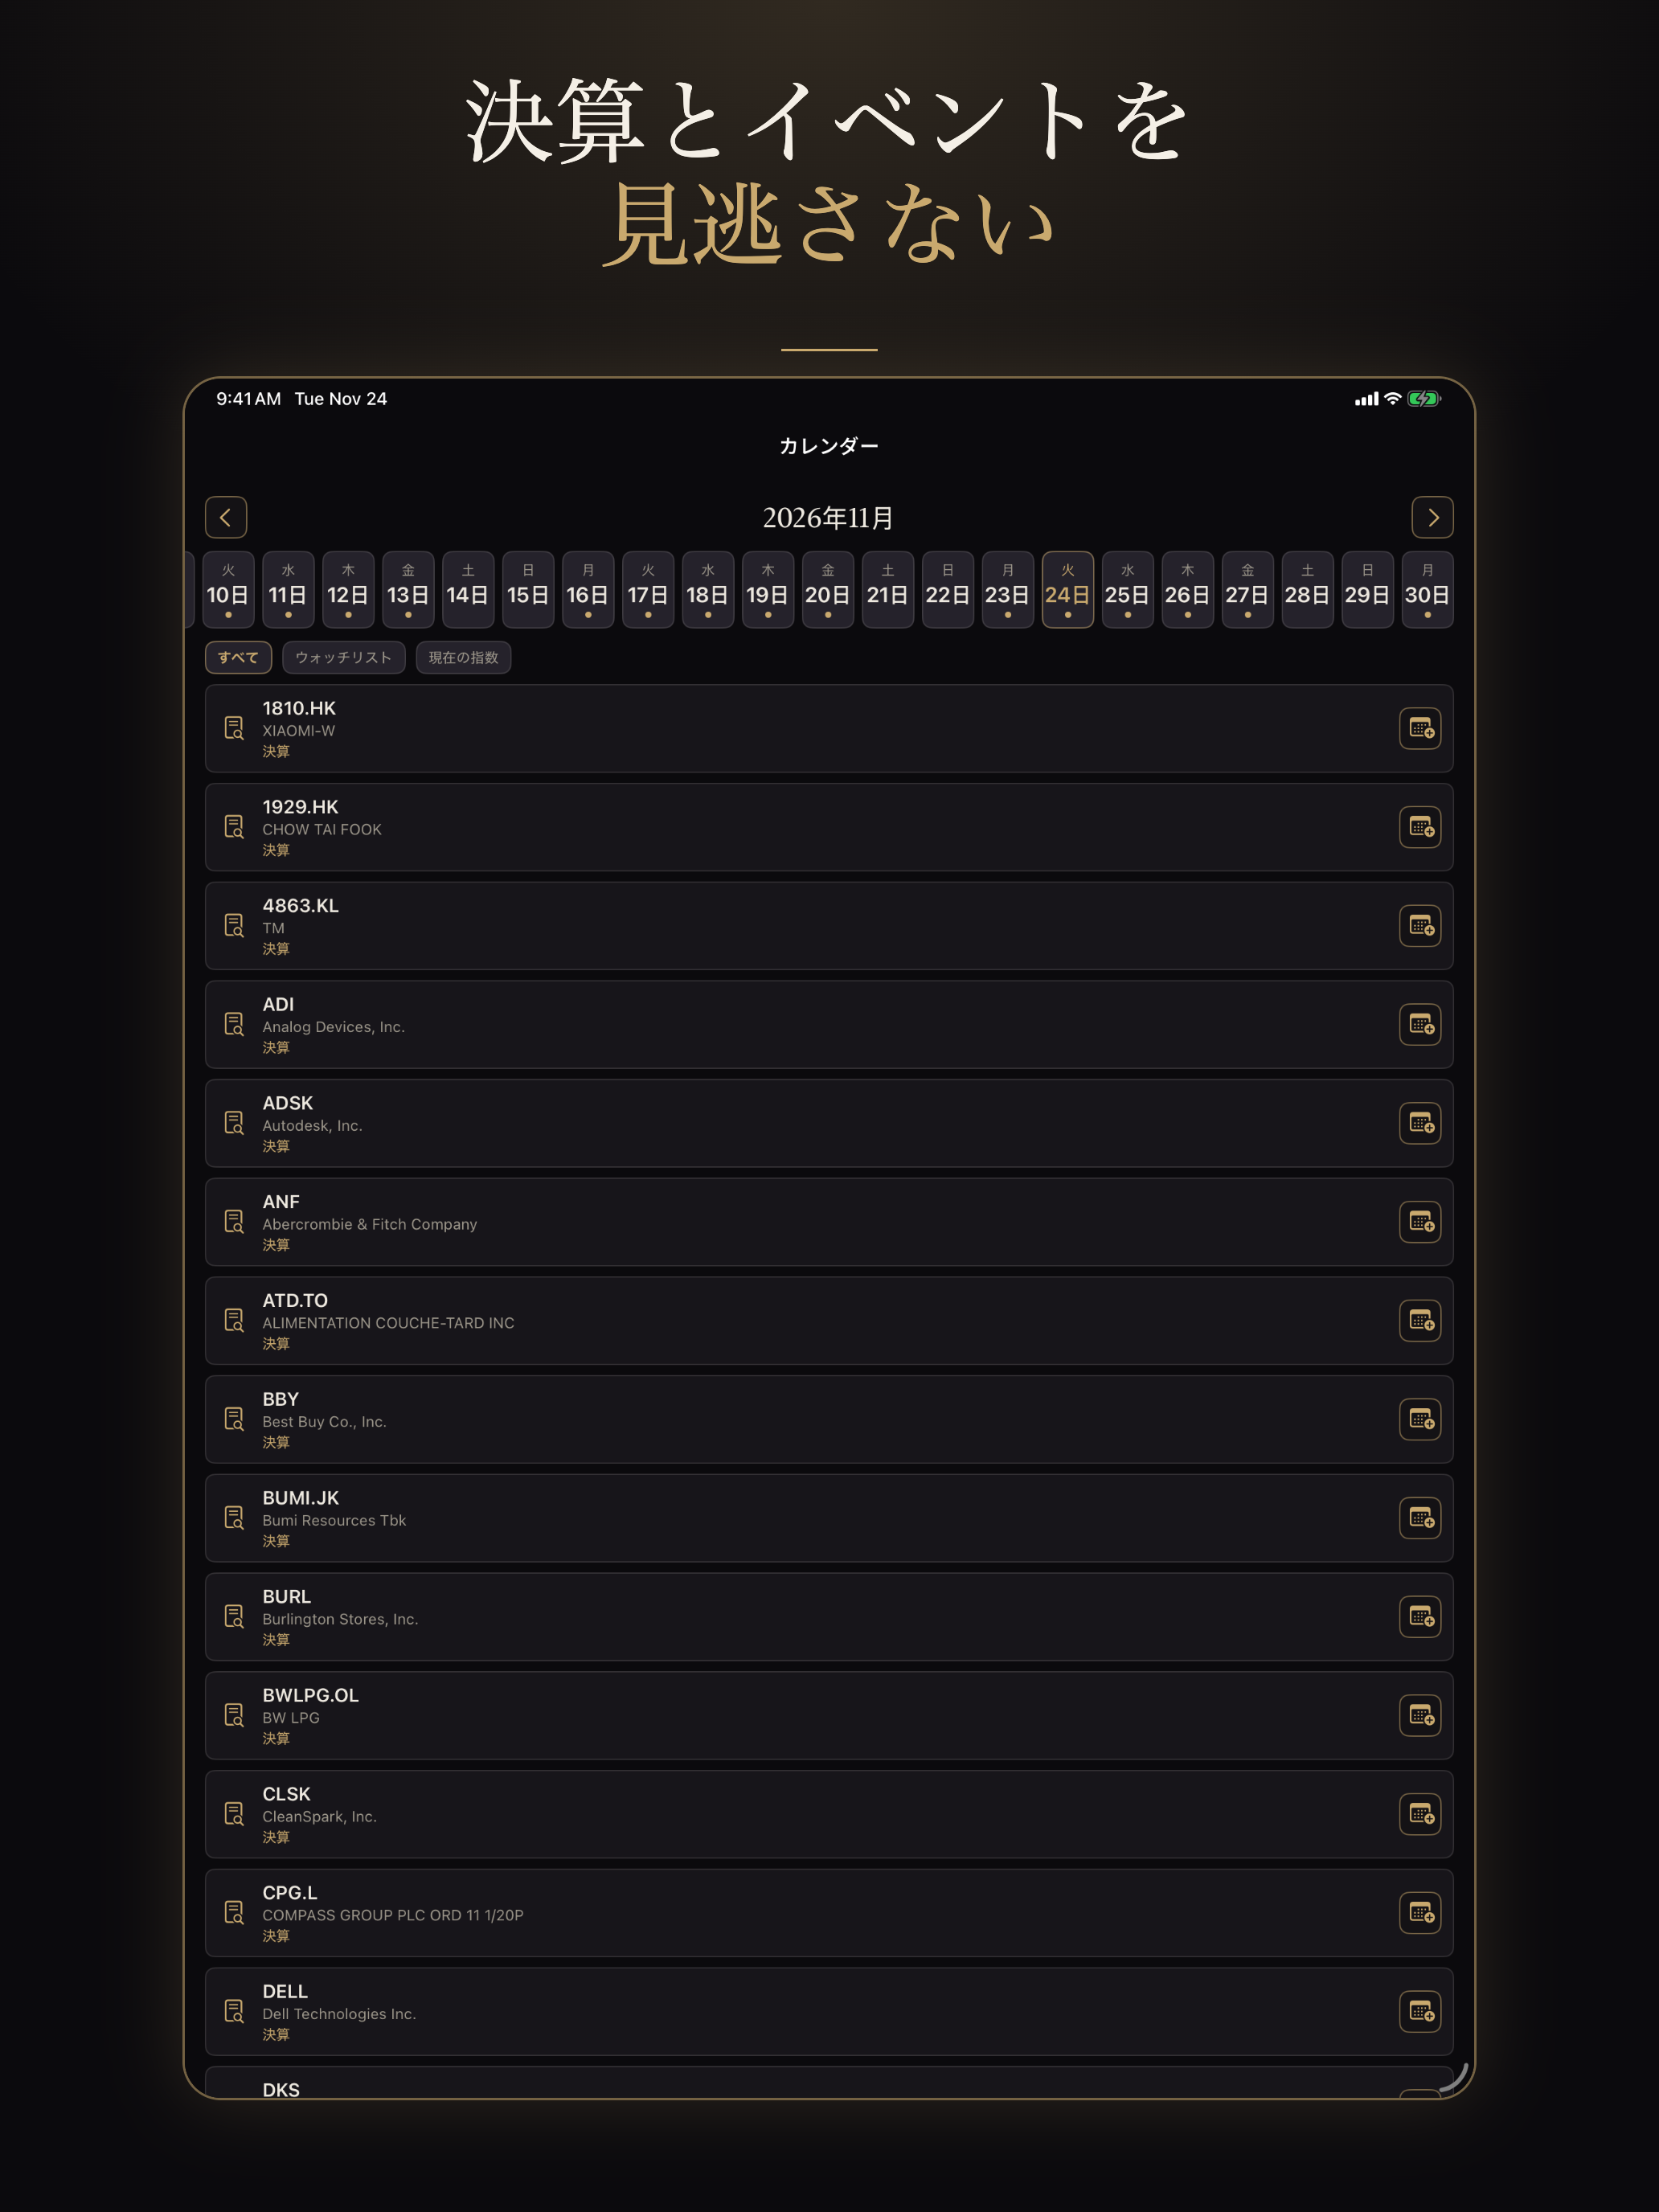 決算とイベントを
見逃さない
9:41 AM Tue Nov 24
カレンダー
2026年11月
火 水 木 金 土 日 月 火 水 木 金 土 日 月 火 水 木 金 土 日 月
10日 11日 12日 13日 14日 15日 16日 17日 18日 19日 20日 21日 22日 23日 24日 25日 26日 27日 28日 29日 30日
すべて ウォッチリスト 現在の指数
1810.HK
XIAOMI-W
決算
1929.HK
CHOW TAI FOOK
決算
4863.KL
TM
決算
ADI
Analog Devices, Inc.
決算
ADSK
Autodesk, Inc.
決算
ANF
Abercrombie & Fitch Company
決算
ATD.TO
ALIMENTATION COUCHE-TARD INC
決算
BBY
Best Buy Co., Inc.
決算
BUMI.JK
Bumi Resources Tbk
決算
BURL
Burlington Stores, Inc.
決算
BWLPG.OL
BW LPG
決算
CLSK
CleanSpark, Inc.
決算
CPG.L
COMPASS GROUP PLC ORD 11 1/20P
決算
DELL
Dell Technologies Inc.
決算
DKS